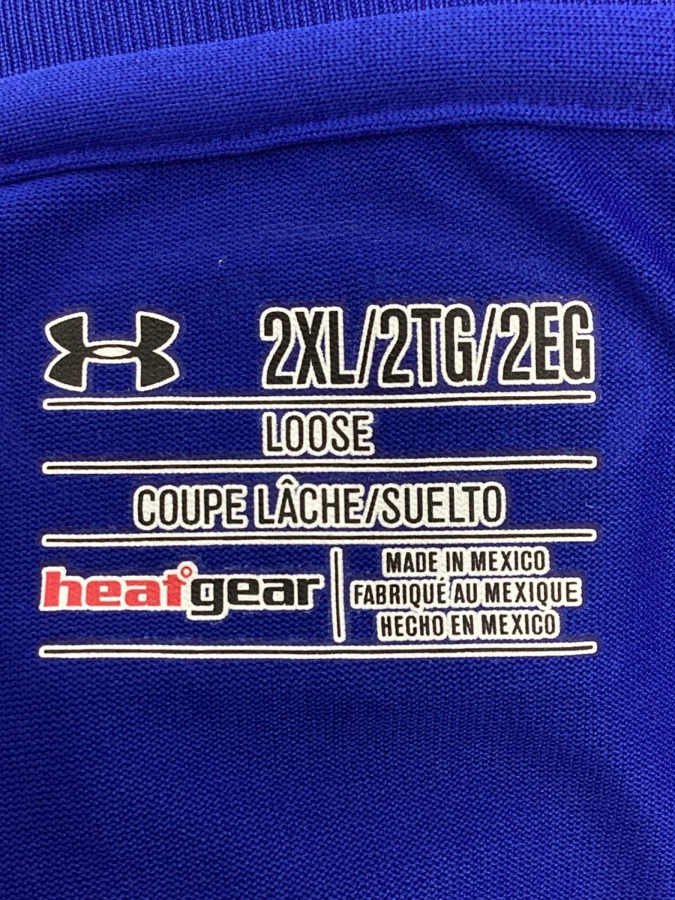 2XL/2TG/2EG
LOOSE
COUPE LÂCHE/SUELTO
heatgear
MADE IN MEXICO
FABRIQUÉ AU MEXIQUE
HECHO EN MEXICO